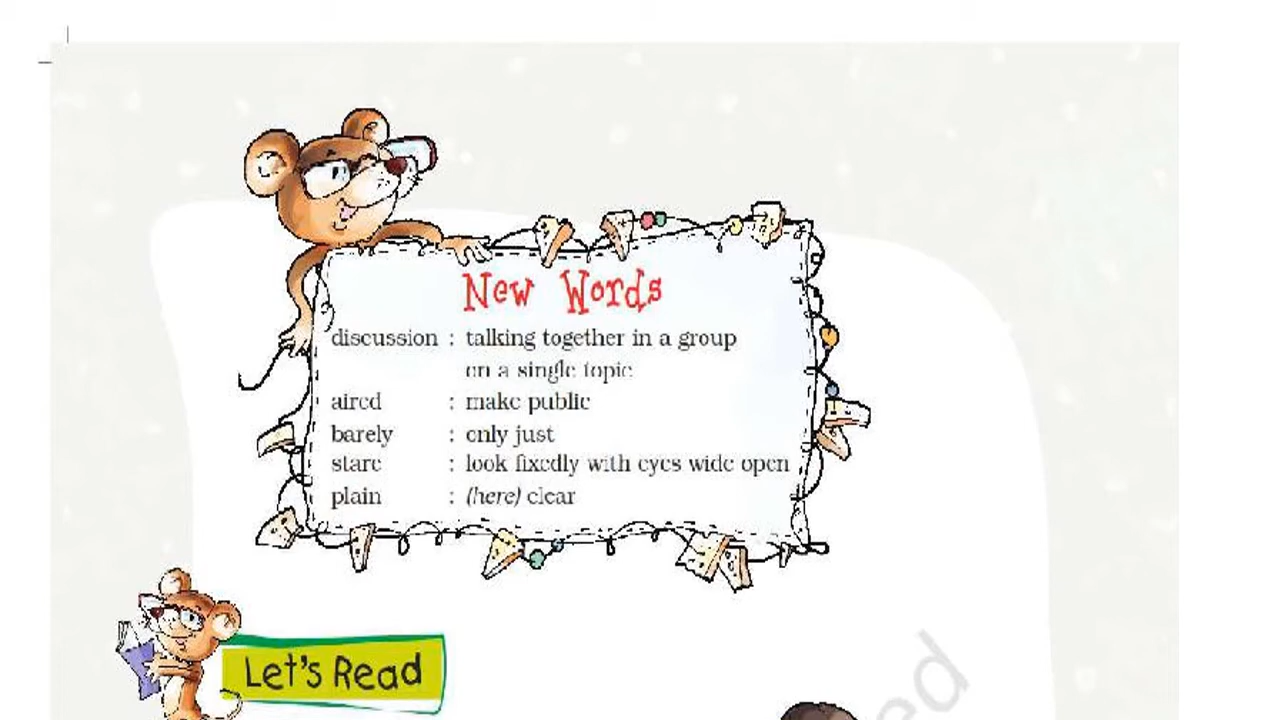 New Words
discussion : talking together in a group
on a single topic
aired : make public
barely : only just
stare : look fixedly with eyes wide open
plain : (here) clear
Let's Read